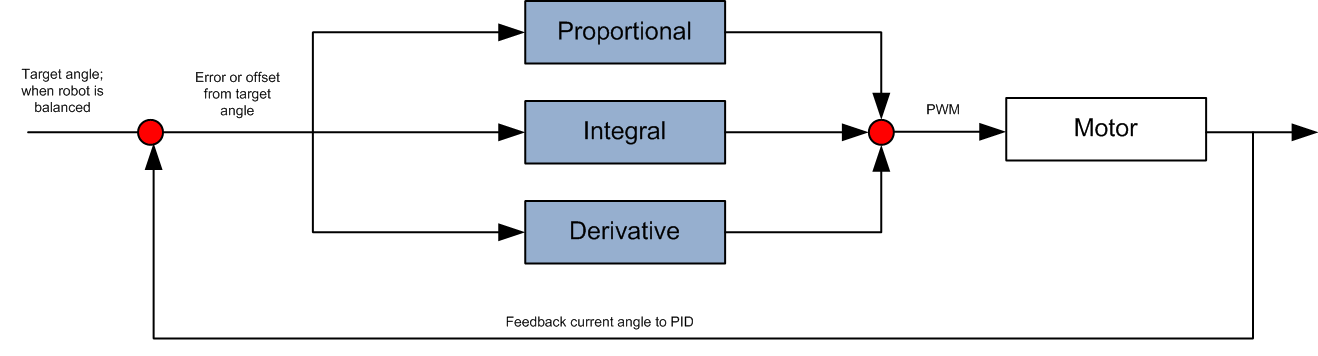 Target angle;
when robot is
balanced
Error or offset
from target
angle
Proportional
Integral
Derivative
PWM
Motor
Feedback current angle to PID